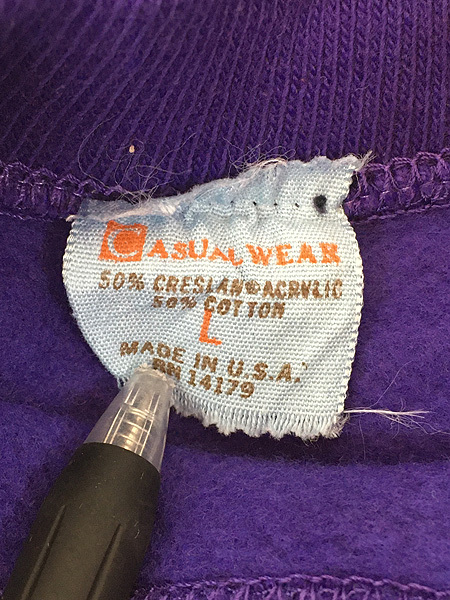 CASUAL WEAR
50% CRESLAN® ACRYLIC
50% COTTON
L
MADE IN U.S.A.
RN 14179